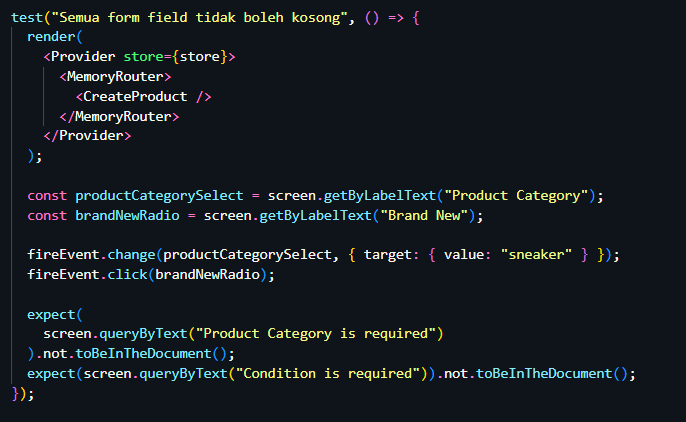 test("Semua form field tidak boleh kosong", () => {
render(
<Provider store={store}>
<MemoryRouter>
<CreateProduct />
</MemoryRouter>
</Provider>
);
const productCategorySelect = screen.getByLabelText("Product Category");
const brandNewRadio = screen.getByLabelText("Brand New");
fireEvent.change(productCategorySelect, { target: { value: "sneaker" } });
fireEvent.click(brandNewRadio);
expect(
screen.queryByText("Product Category is required")
).not.toBeInTheDocument();
expect(screen.queryByText("Condition is required")).not.toBeInTheDocument();
});